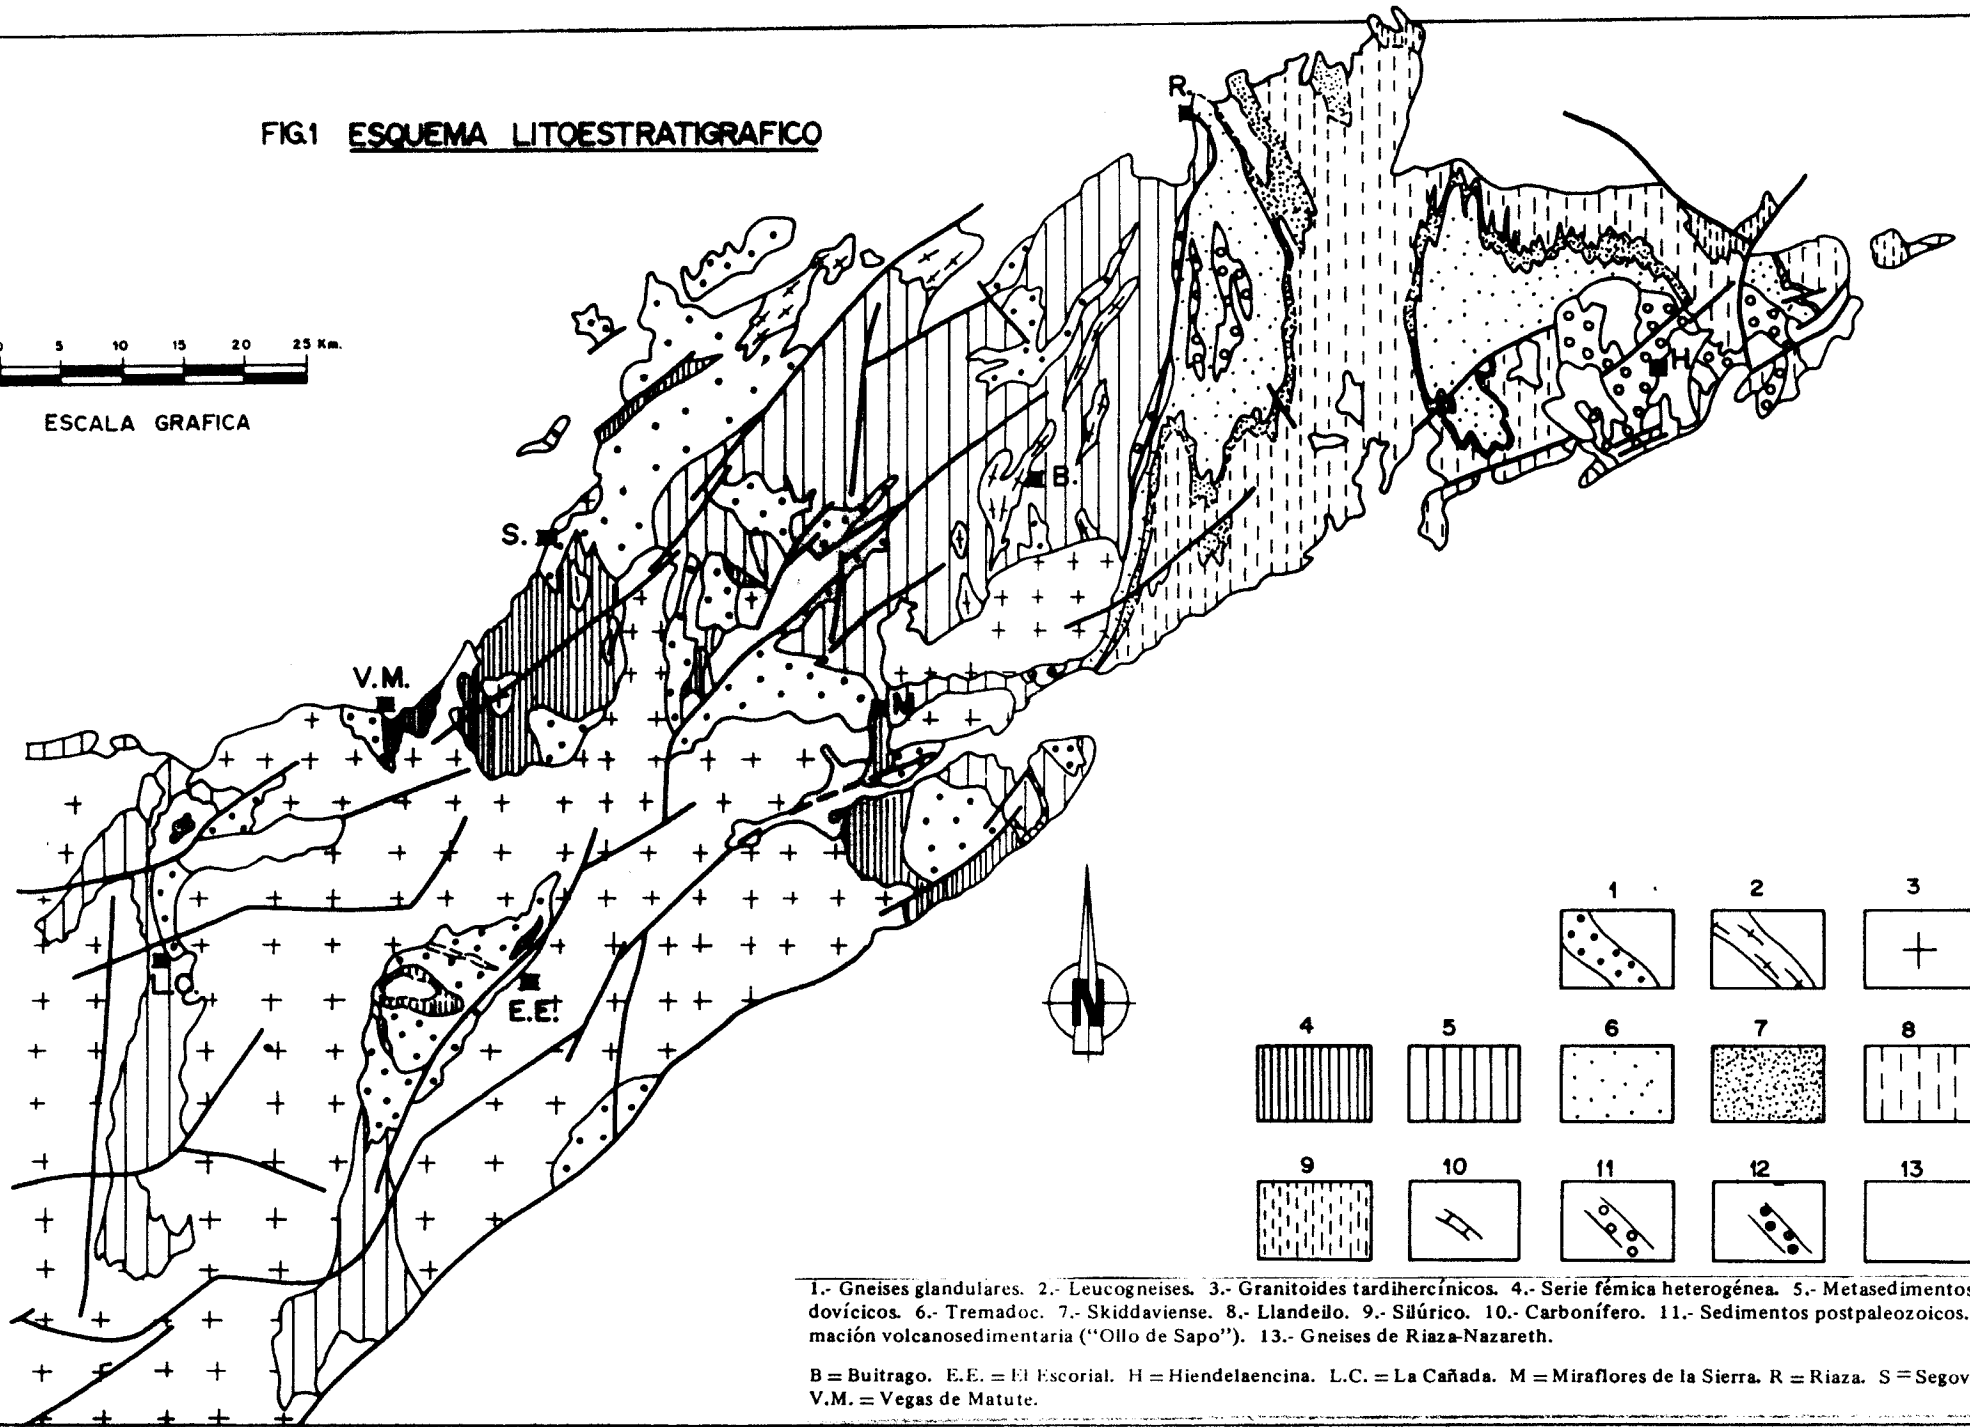 FIG.1 ESQUEMA LITOESTRATIGRAFICO
R.
5 10 15 20 25 Km.
ESCALA GRAFICA
H
B.
S.
V.M.
E.E.
N
1 2 3
4 5 6 7 8
9 10 11 12 13
1.- Gneises glandulares. 2.- Leucogneises. 3.- Granitoides tardihercínicos. 4.- Serie fémica heterogénea. 5.- Metasedimentos
dovícicos. 6.- Tremadoc. 7.- Skiddaviense. 8.- Llandeilo. 9.- Silúrico. 10.- Carbonífero. 11.- Sedimentos postpaleozoicos.
mación volcanosedimentaria (“Ollo de Sapo”). 13.- Gneises de Riaza-Nazareth.
B = Buitrago. E.E. = El Escorial. H = Hiendelaencina. L.C. = La Cañada. M = Miraflores de la Sierra. R = Riaza. S = Segov
V.M. = Vegas de Matute.